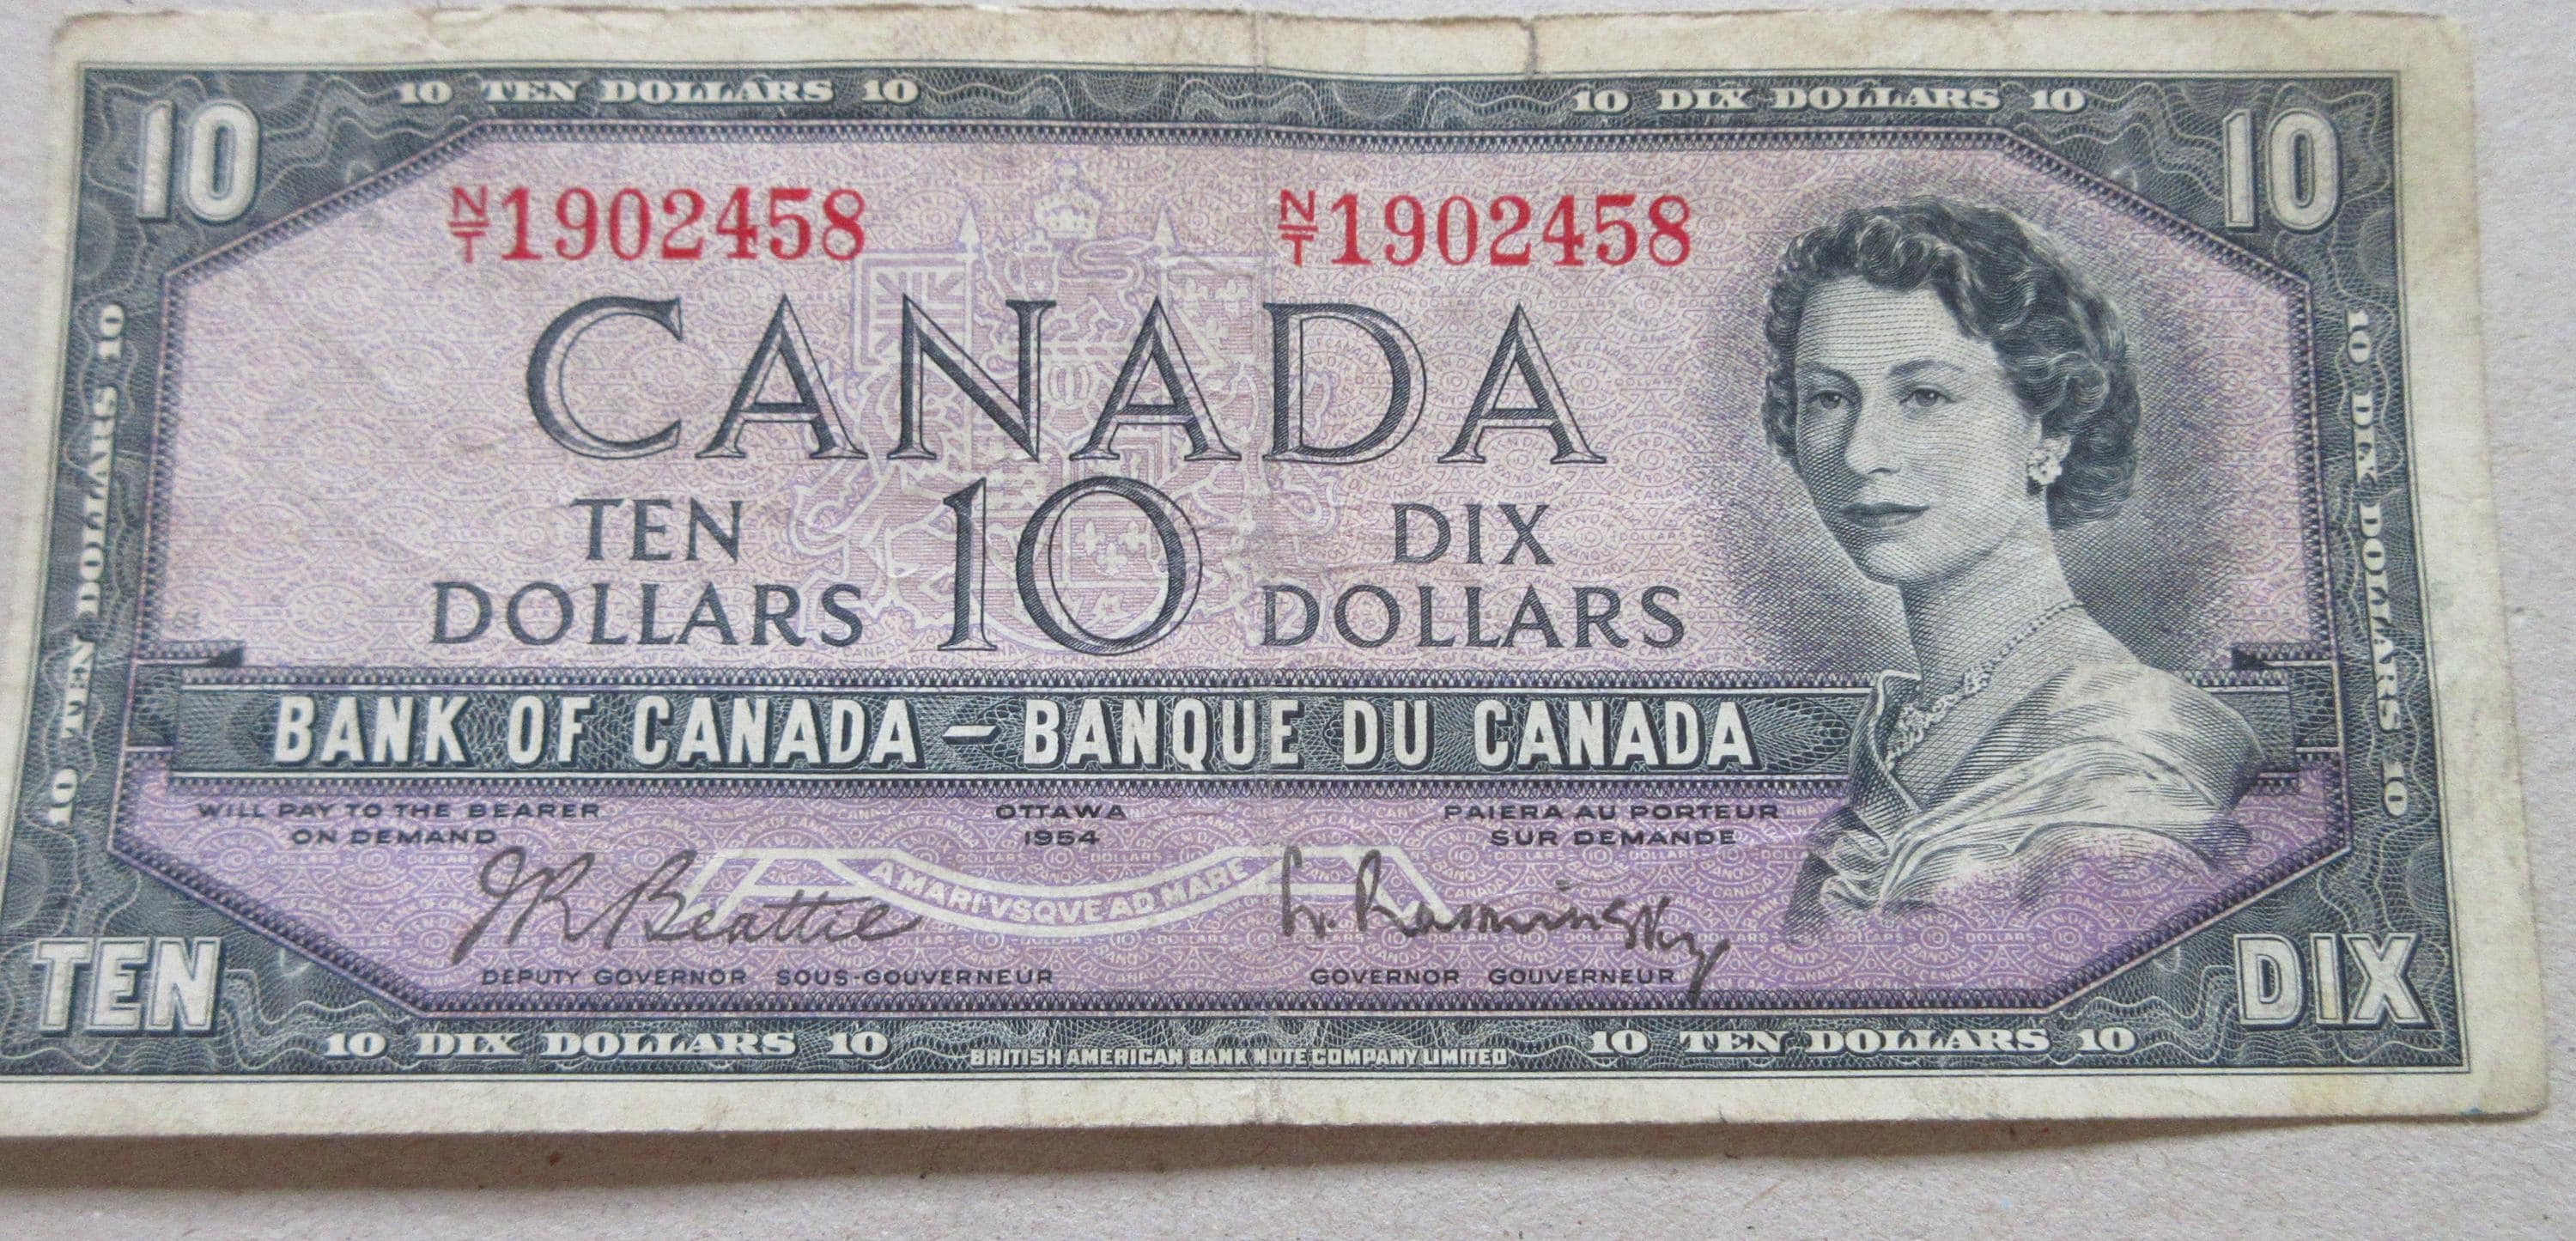 10 TEN DOLLARS 10
10 DIX DOLLARS 10
10
10
N/T 1902458
N/T 1902458
CANADA
TEN DOLLARS
10
DIX DOLLARS
10 TEN DOLLARS 10
10 DIX DOLLARS 10
BANK OF CANADA – BANQUE DU CANADA
WILL PAY TO THE BEARER
ON DEMAND
OTTAWA
1954
PAIERA AU PORTEUR
SUR DEMANDE
A MARI VSQVE AD MARE
J R Beattie
L. Rasminsky
DEPUTY GOVERNOR SOUS-GOUVERNEUR
GOVERNOR GOUVERNEUR
TEN
DIX
10 DIX DOLLARS 10
BRITISH AMERICAN BANK NOTE COMPANY LIMITED
10 TEN DOLLARS 10